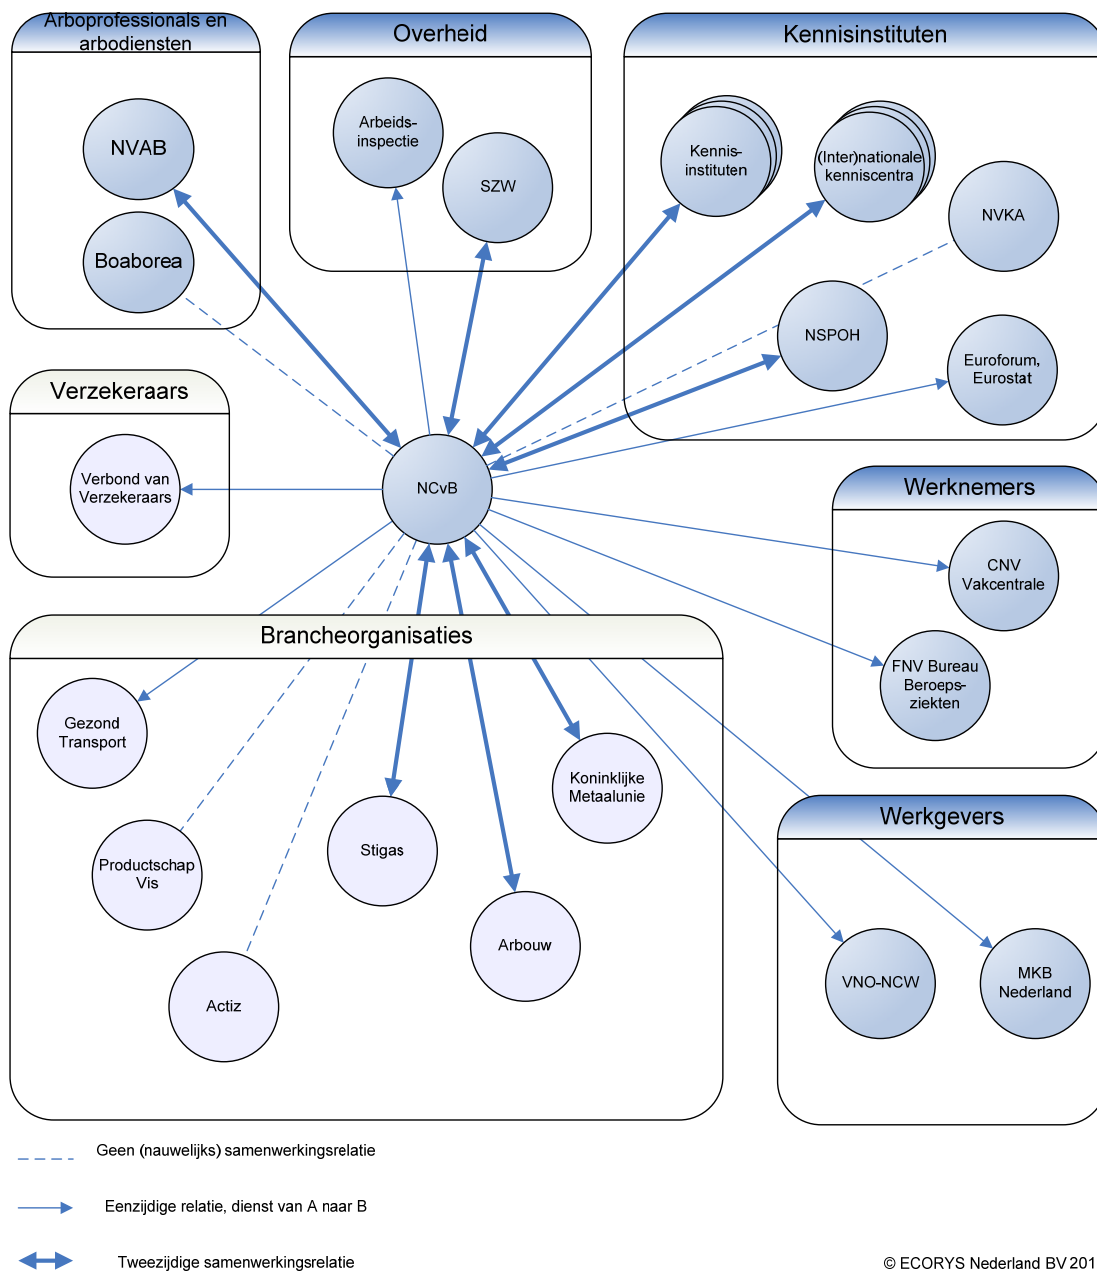 Arboprofessionals en
arbodiensten
NVAB
Boaborea
Overheid
Arbeids-
inspectie
SZW
Kennisinstituten
Kennis-
instituten
(Inter)nationale
kenniscentra
NVKA
NSPOH
Euroforum,
Eurostat
Verzekeraars
Verbond van
Verzekeraars
NCvB
Werknemers
CNV
Vakcentrale
FNV Bureau
Beroeps-
ziekten
Brancheorganisaties
Gezond
Transport
Koninklijke
Metaalunie
Productschap
Vis
Stigas
Arbouw
Actiz
Werkgevers
VNO-NCW
MKB
Nederland
Geen (nauwelijks) samenwerkingsrelatie
Eenzijdige relatie, dienst van A naar B
Tweezijdige samenwerkingsrelatie
© ECORYS Nederland BV 201